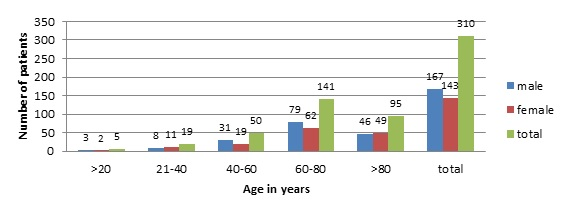 350
300
250
200
150
100
50
0
Number of patients
3 2 5
8 11 19
31 19 50
79 62 141
46 49 95
167 143 310
>20 21-40 40-60 60-80 >80 total
Age in years
male
female
total